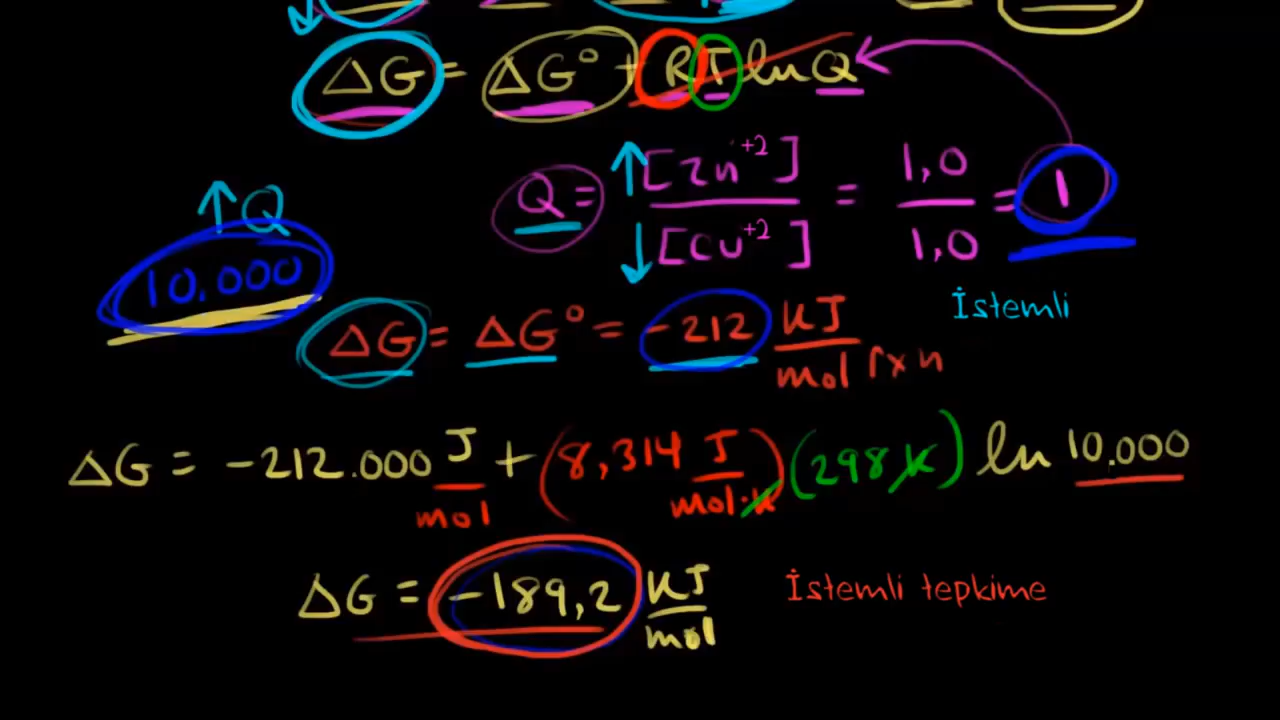 ΔG = ΔG° + RT ln Q
Q = [Zn⁺²] / [Cu⁺²] = 1,0 / 1,0 = 1
↑ Q
10.000
İstemli
ΔG = ΔG° = -212 KJ / mol rxn
ΔG = -212.000 J / mol + (8,314 J / mol·K) (298 K) ln 10.000
ΔG = -189,2 KJ / mol
İstemli tepkime